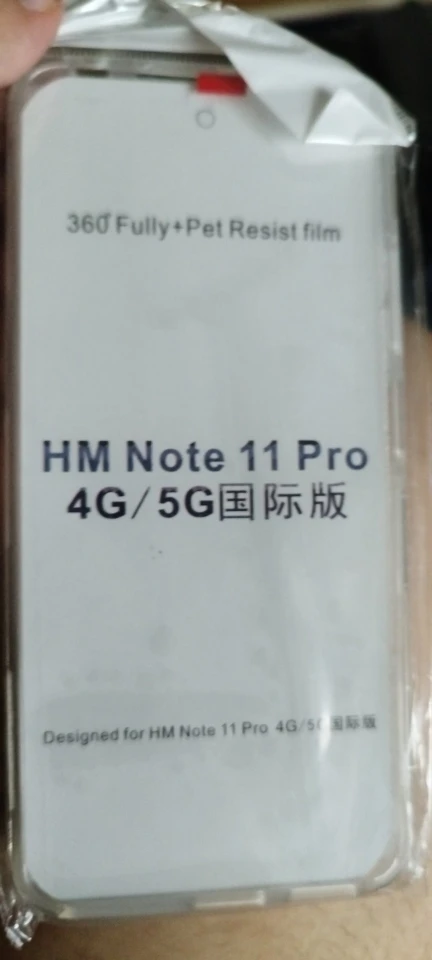 360° Fully+Pet Resist film
HM Note 11 Pro
4G/5G国际版
Designed for HM Note 11 Pro 4G/5G国际版